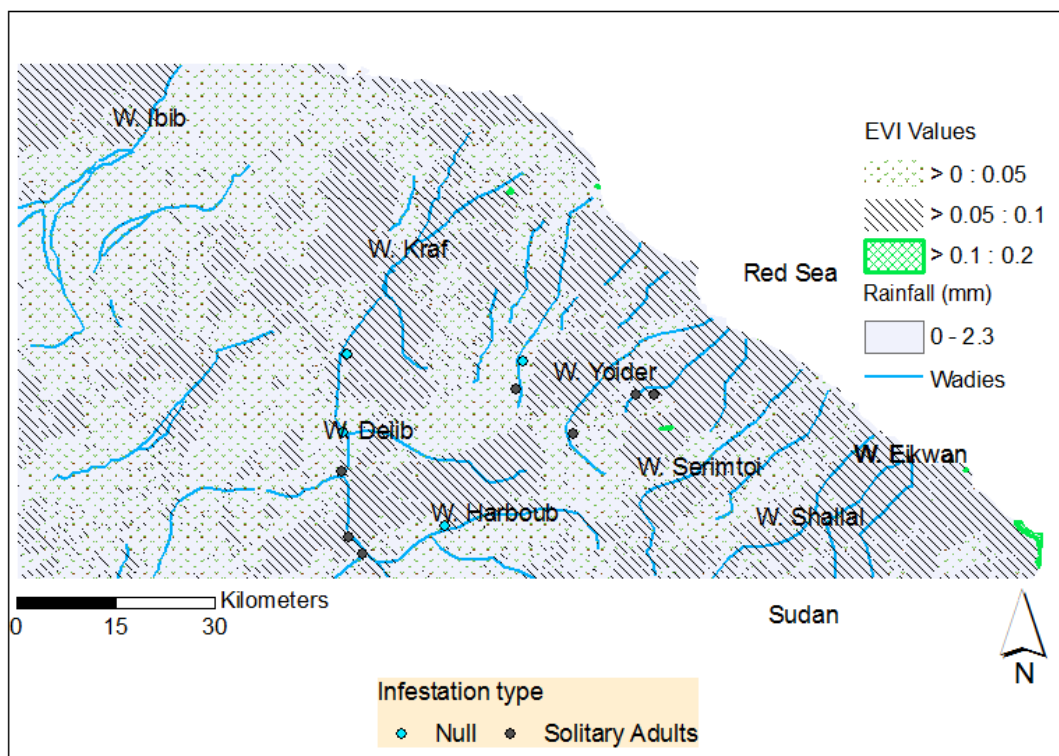 W. Ibib
EVI Values
> 0 : 0.05
> 0.05 : 0.1
> 0.1 : 0.2
W. Kraf
Red Sea
Rainfall (mm)
0 - 2.3
Wadies
W. Yoider
W. Delib
W. Serimtoi
W. Eikwan
W. Harboub
W. Shallal
Kilometers
0 15 30
Sudan
N
Infestation type
Null Solitary Adults